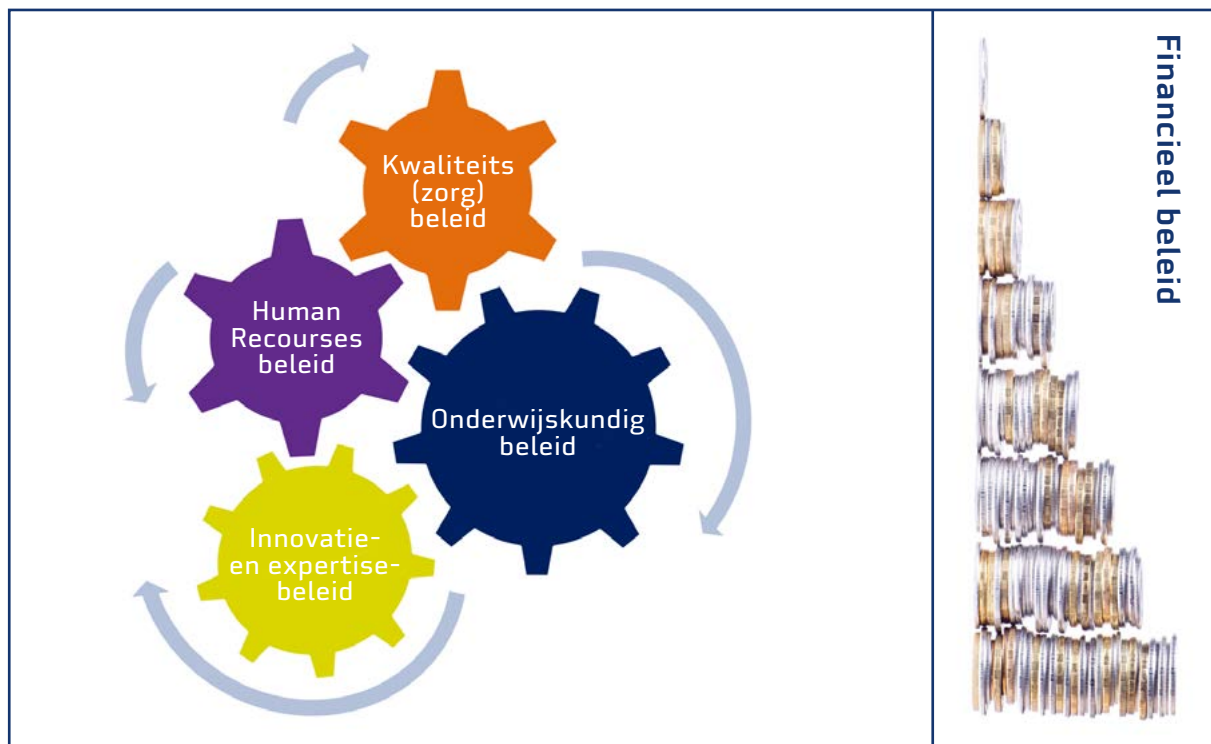 Kwaliteits
(zorg)
beleid
Human
Recourses
beleid
Onderwijskundig
beleid
Innovatie-
en expertise-
beleid
Financieel beleid